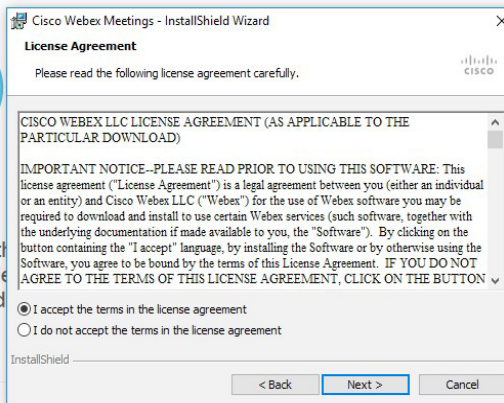 Cisco Webex Meetings - InstallShield Wizard
License Agreement
Please read the following license agreement carefully.
CISCO
CISCO WEBEX LLC LICENSE AGREEMENT (AS APPLICABLE TO THE
PARTICULAR DOWNLOAD)
IMPORTANT NOTICE--PLEASE READ PRIOR TO USING THIS SOFTWARE: This
license agreement ("License Agreement") is a legal agreement between you (either an individual
or an entity) and Cisco Webex LLC ("Webex") for the use of Webex software you may be
required to download and install to use certain Webex services (such software, together with
the underlying documentation if made available to you, the "Software"). By clicking on the
button containing the "I accept" language, by installing the Software or by otherwise using the
Software, you agree to be bound by the terms of this License Agreement. IF YOU DO NOT
AGREE TO THE TERMS OF THIS LICENSE AGREEMENT, CLICK ON THE BUTTON
I accept the terms in the license agreement
I do not accept the terms in the license agreement
InstallShield
< Back
Next >
Cancel